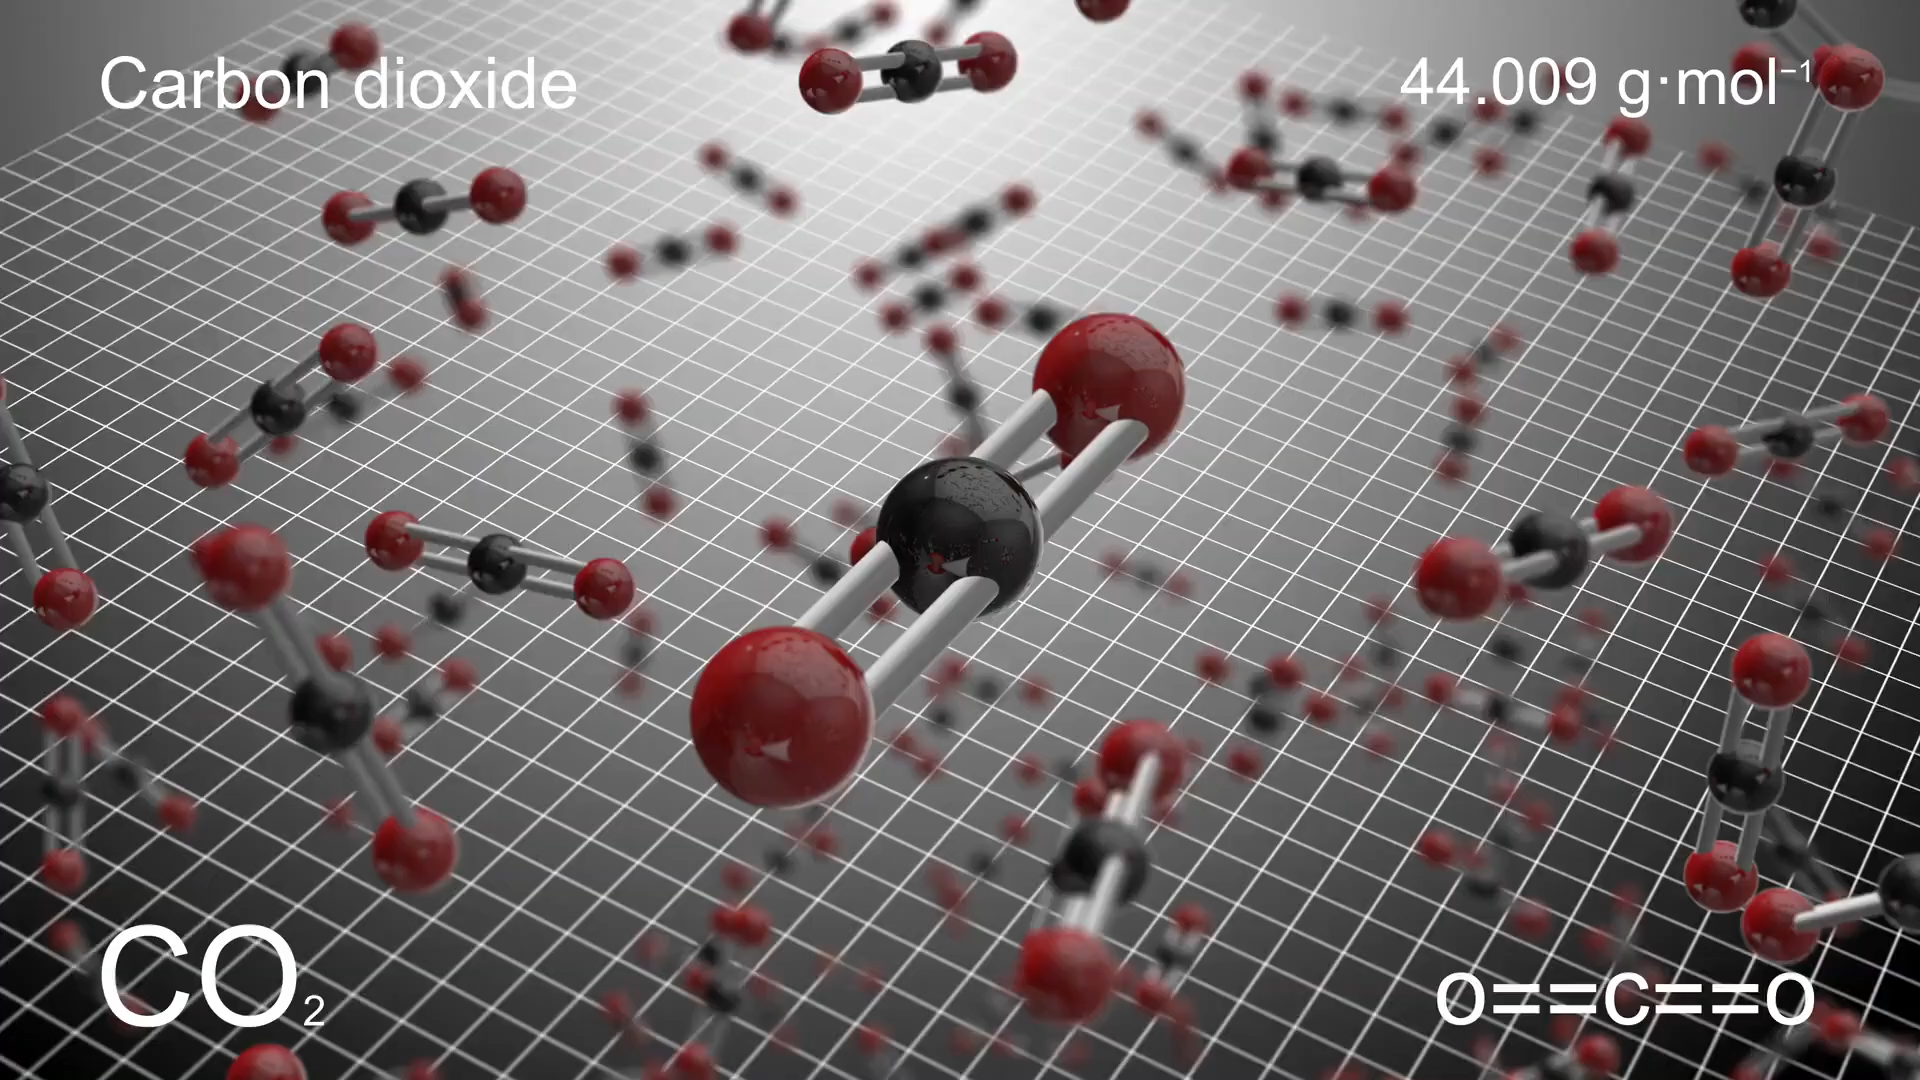 Carbon dioxide
44.009 g·mol⁻¹
CO₂
O==C==O